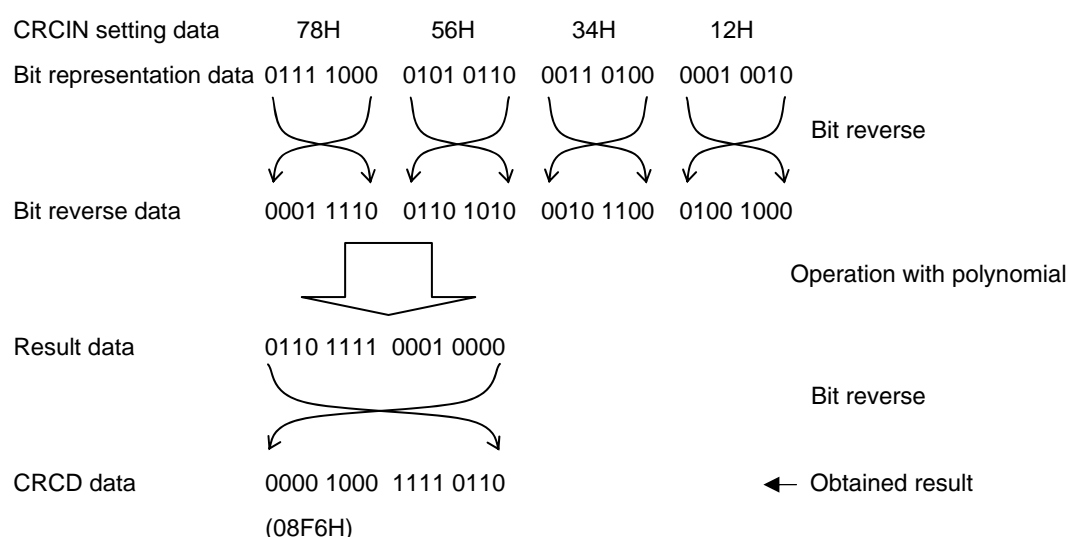 CRCIN setting data 78H 56H 34H 12H
Bit representation data 0111 1000 0101 0110 0011 0100 0001 0010
Bit reverse
Bit reverse data 0001 1110 0110 1010 0010 1100 0100 1000
Operation with polynomial
Result data 0110 1111 0001 0000
Bit reverse
CRCD data 0000 1000 1111 0110 Obtained result
(08F6H)